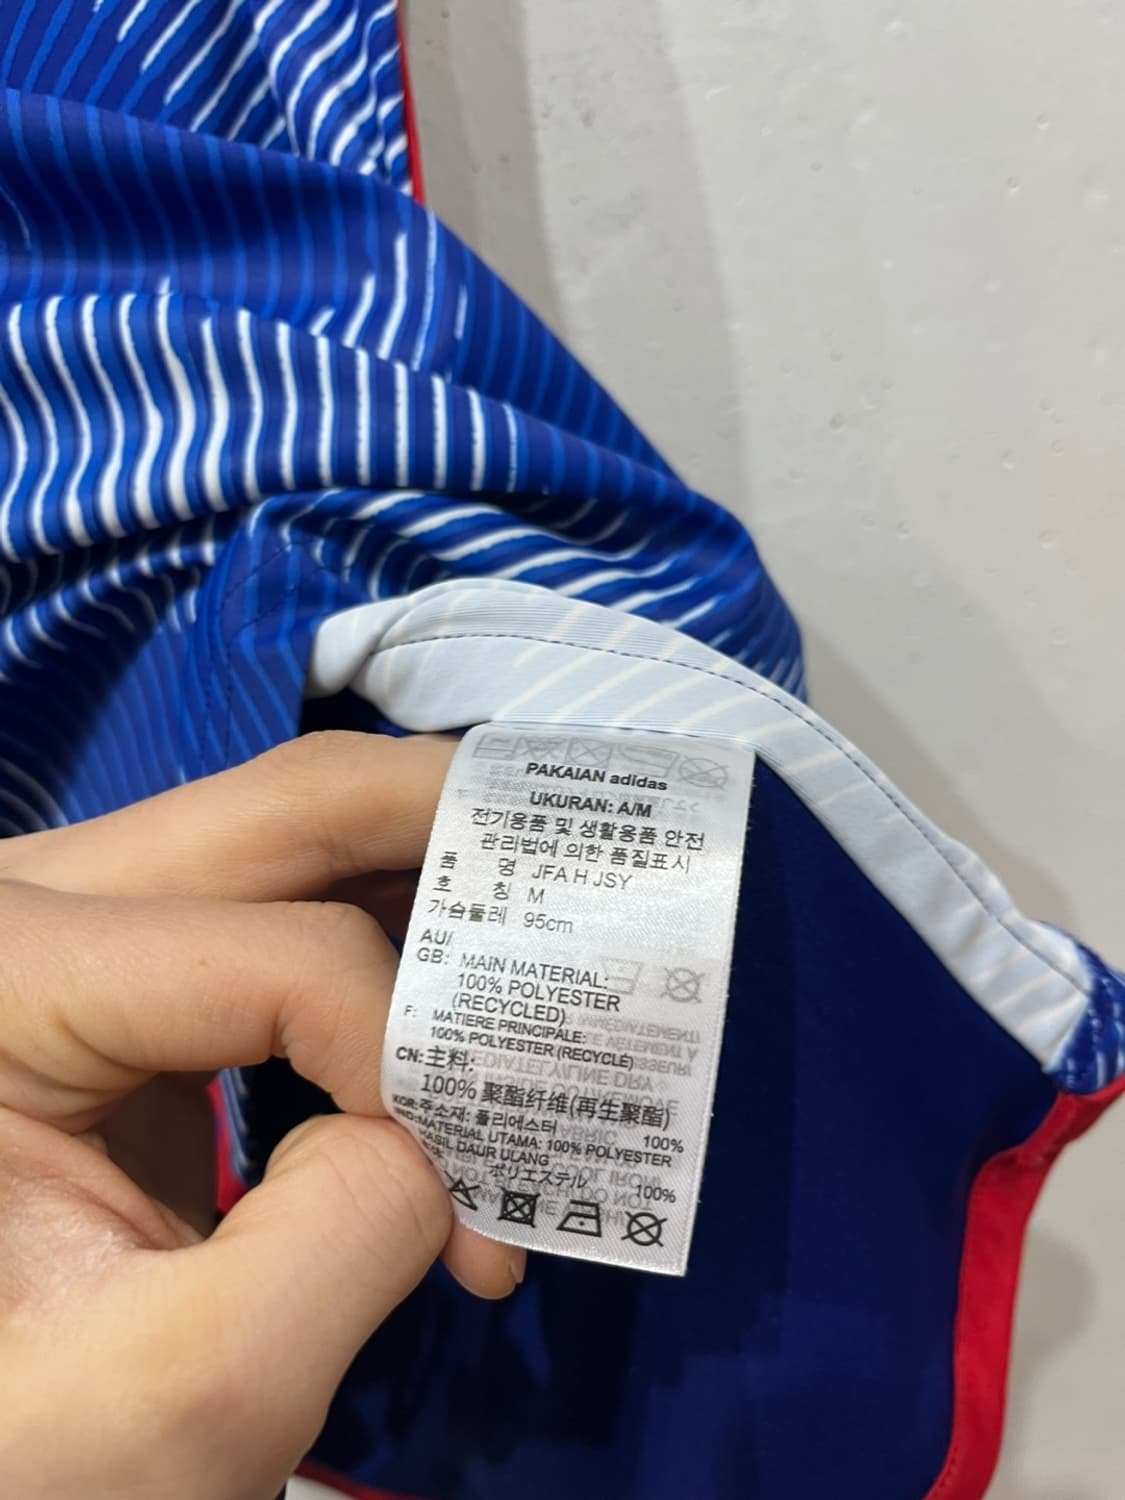 PAKAIAN adidas
UKURAN: A/M
전기용품 및 생활용품 안전
관리법에 의한 품질표시
품 명 JFA H JSY
호 칭 M
가슴둘레 95cm
AU/
GB: MAIN MATERIAL:
100% POLYESTER
(RECYCLED)
F: MATIERE PRINCIPALE:
100% POLYESTER (RECYCLÉ)
CN: 主料:
100% 聚酯纤维(再生聚酯)
KOR: 주소재: 폴리에스터 100%
IND: MATERIAL UTAMA: 100% POLYESTER
HASIL DAUR ULANG
ポリエステル 100%